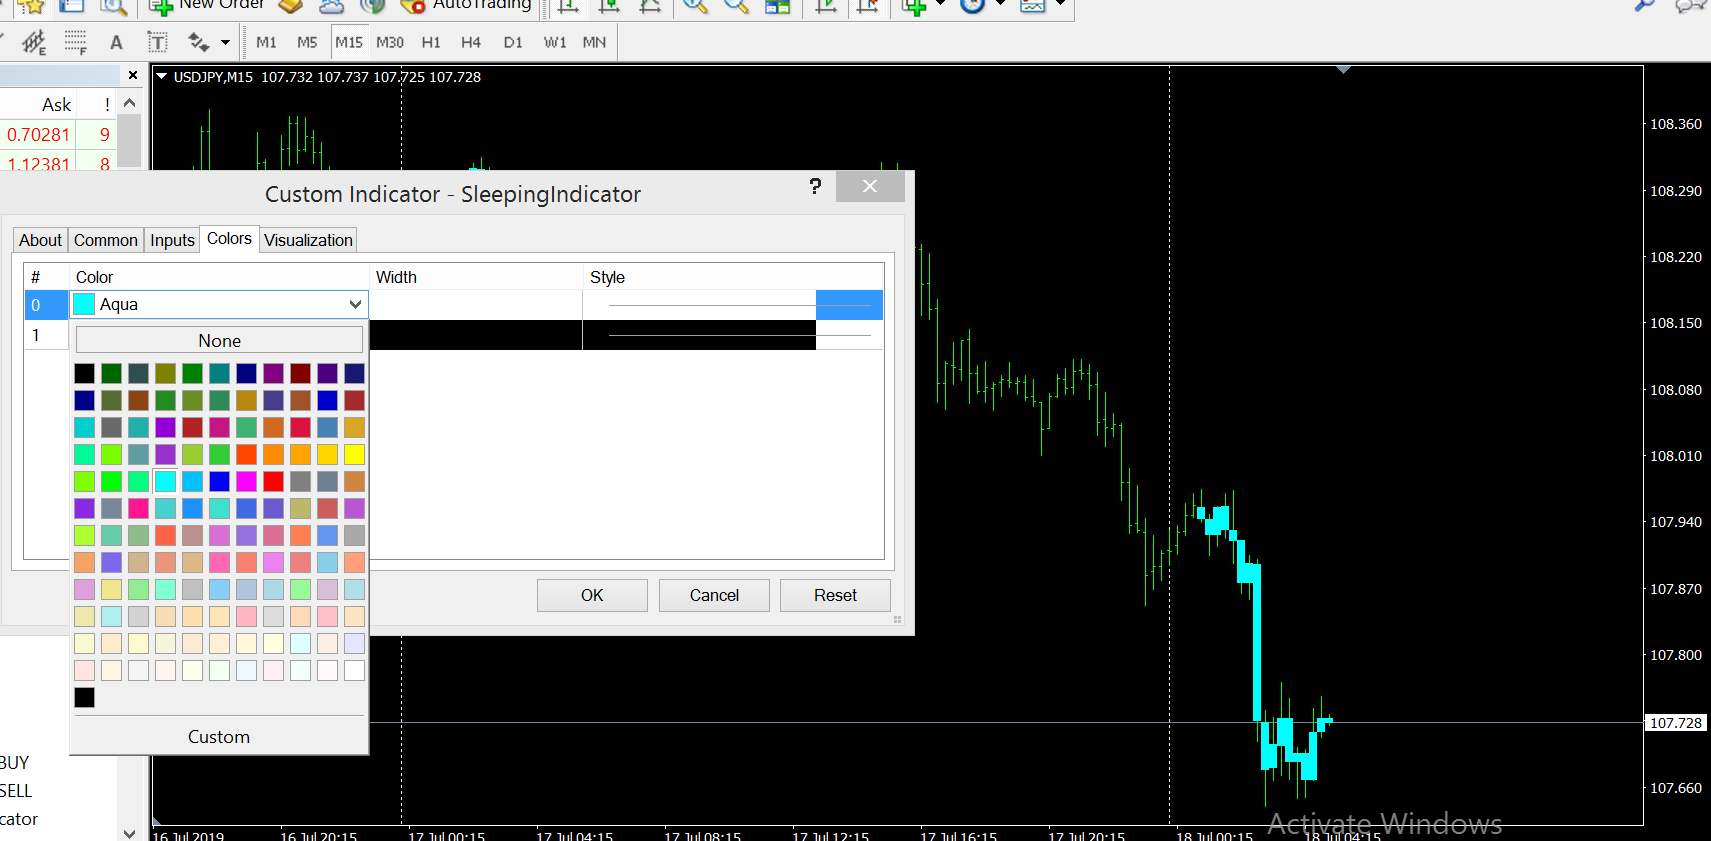 New Order
AutoTrading
E
F
A
T
M1 M5 M15 M30 H1 H4 D1 W1 MN
USDJPY,M15 107.732 107.737 107.725 107.728
Ask !
0.70281 9
1.12381 8
Custom Indicator - SleepingIndicator
?
About Common Inputs Colors Visualization
# Color Width Style
0 Aqua
1
None
OK Cancel Reset
Custom
BUY
SELL
cator
108.360
108.290
108.220
108.150
108.080
108.010
107.940
107.870
107.800
107.728
107.660
Activate Windows
16 Jul 2019 16 Jul 20:15 17 Jul 00:15 17 Jul 04:15 17 Jul 08:15 17 Jul 12:15 17 Jul 16:15 17 Jul 20:15 18 Jul 00:15 18 Jul 04:15